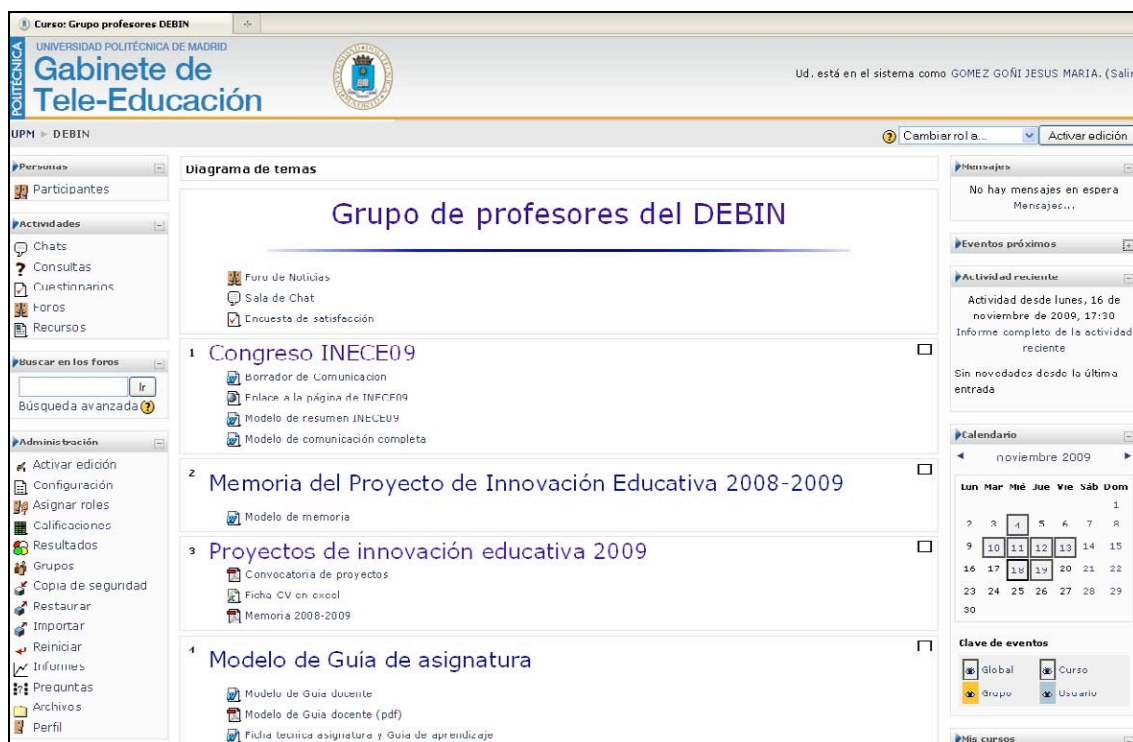 Curso: Grupo profesores DEBIN
POLITÉCNICA
UNIVERSIDAD POLITÉCNICA DE MADRID
Gabinete de
Tele-Educación
Ud. está en el sistema como GOMEZ GOÑI JESUS MARIA. (Salir
UPM ► DEBIN
Cambiar rol a...
Activar edición
Personas
Participantes
Actividades
Chats
Consultas
Cuestionarios
Foros
Recursos
Buscar en los foros
Ir
Búsqueda avanzada
Administración
Activar edición
Configuración
Asignar roles
Calificaciones
Resultados
Grupos
Copia de seguridad
Restaurar
Importar
Reiniciar
Informes
Preguntas
Archivos
Perfil
Diagrama de temas
Grupo de profesores del DEBIN
Foro de Noticias
Sala de Chat
Encuesta de satisfacción
1 Congreso INECE09
Borrador de Comunicacion
Enlace a la página de INECE09
Modelo de resumen INECE09
Modelo de comunicación completa
2 Memoria del Proyecto de Innovación Educativa 2008-2009
Modelo de memoria
3 Proyectos de innovación educativa 2009
Convocatoria de proyectos
Ficha CV en excel
Memoria 2008-2009
4 Modelo de Guía de asignatura
Modelo de Guia docente
Modelo de Guia docente (pdf)
Ficha tecnica asignatura y Guia de aprendizaje
Mensajes
No hay mensajes en espera
Mensajes...
Eventos próximos
Actividad reciente
Actividad desde lunes, 16 de
noviembre de 2009, 17:30
Informe completo de la actividad
reciente
Sin novedades desde la última
entrada
Calendario
◄ noviembre 2009 ►
Lun Mar Mié Jue Vie Sáb Dom
1
2 3 4 5 6 7 8
9 10 11 12 13 14 15
16 17 18 19 20 21 22
23 24 25 26 27 28 29
30
Clave de eventos
Global Curso
Grupo Usuario
Mis cursos